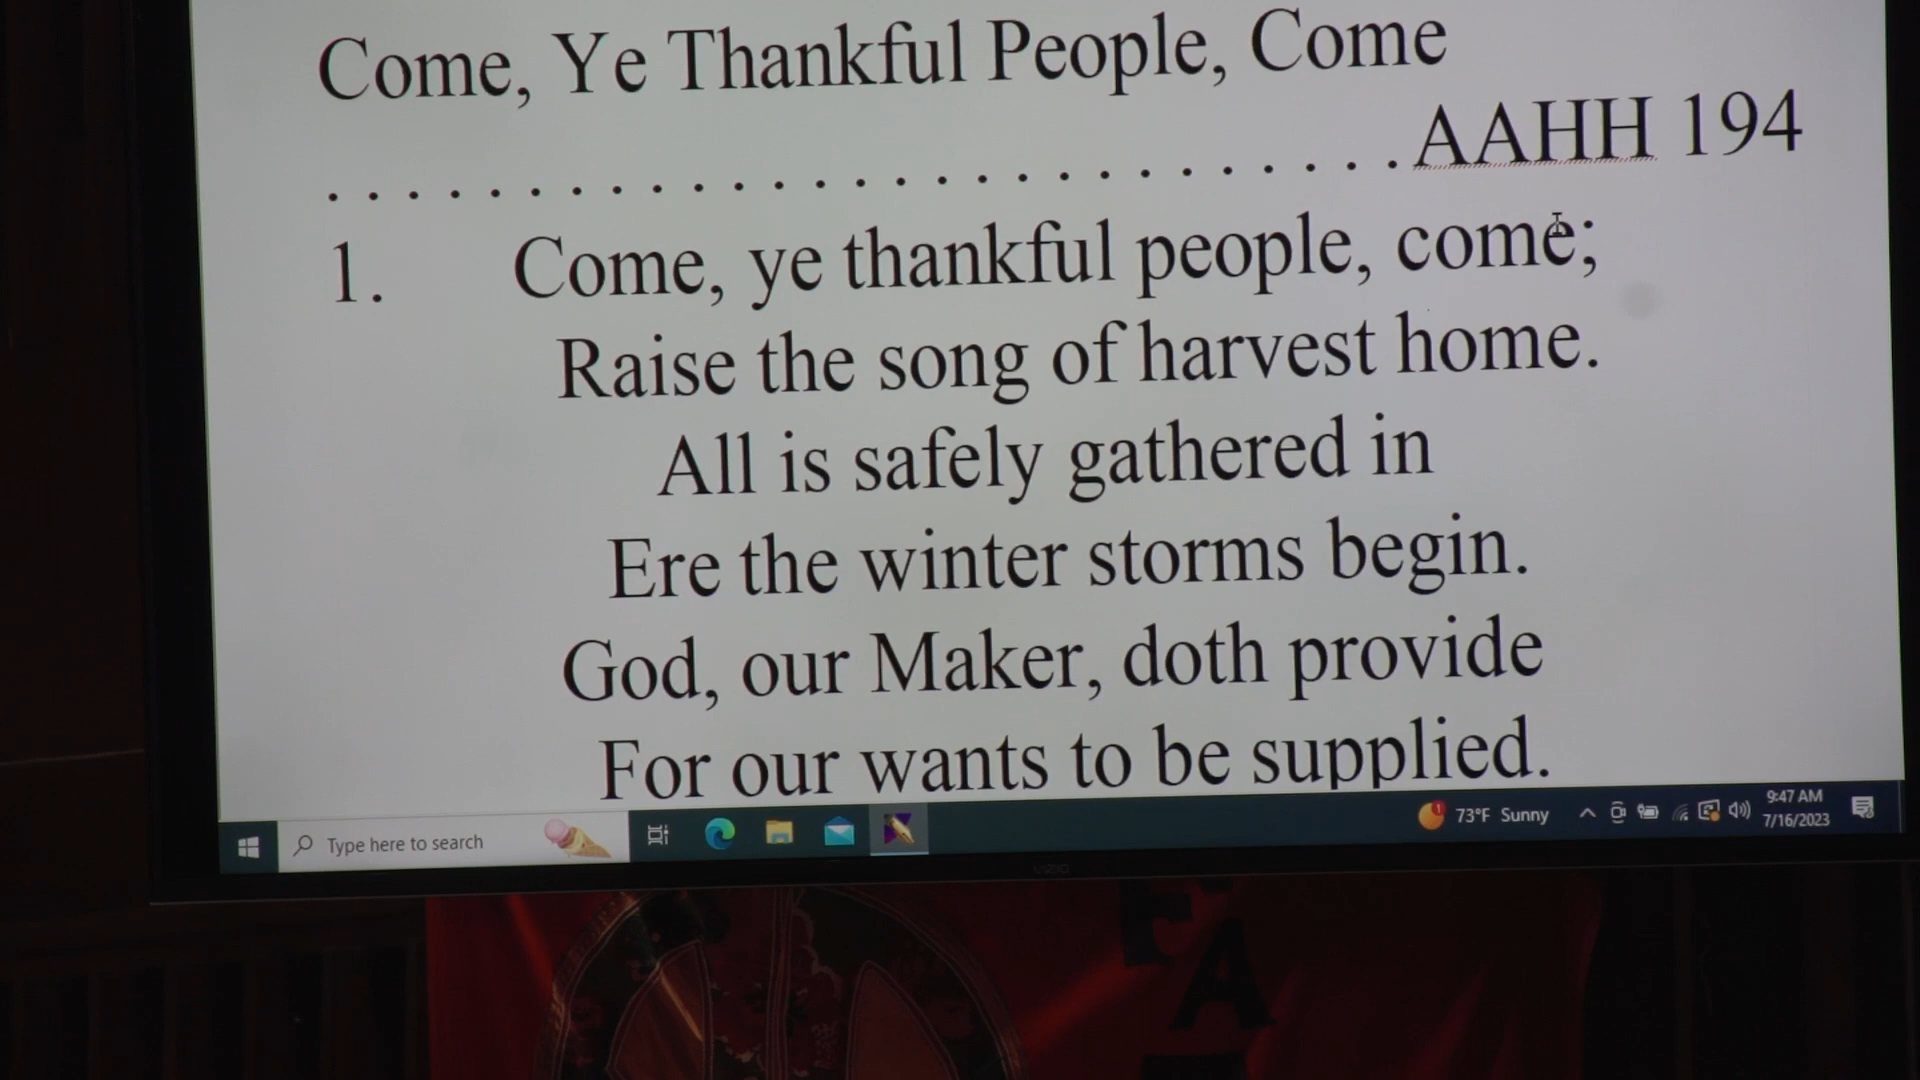 Come, Ye Thankful People, Come
. . . . . . . . . . . . . . . . . . . . . . . . . . . AAHH 194
1. Come, ye thankful people, come;
Raise the song of harvest home.
All is safely gathered in
Ere the winter storms begin.
God, our Maker, doth provide
For our wants to be supplied.
Type here to search
1
73°F Sunny
9:47 AM
7/16/2023
VIZIO